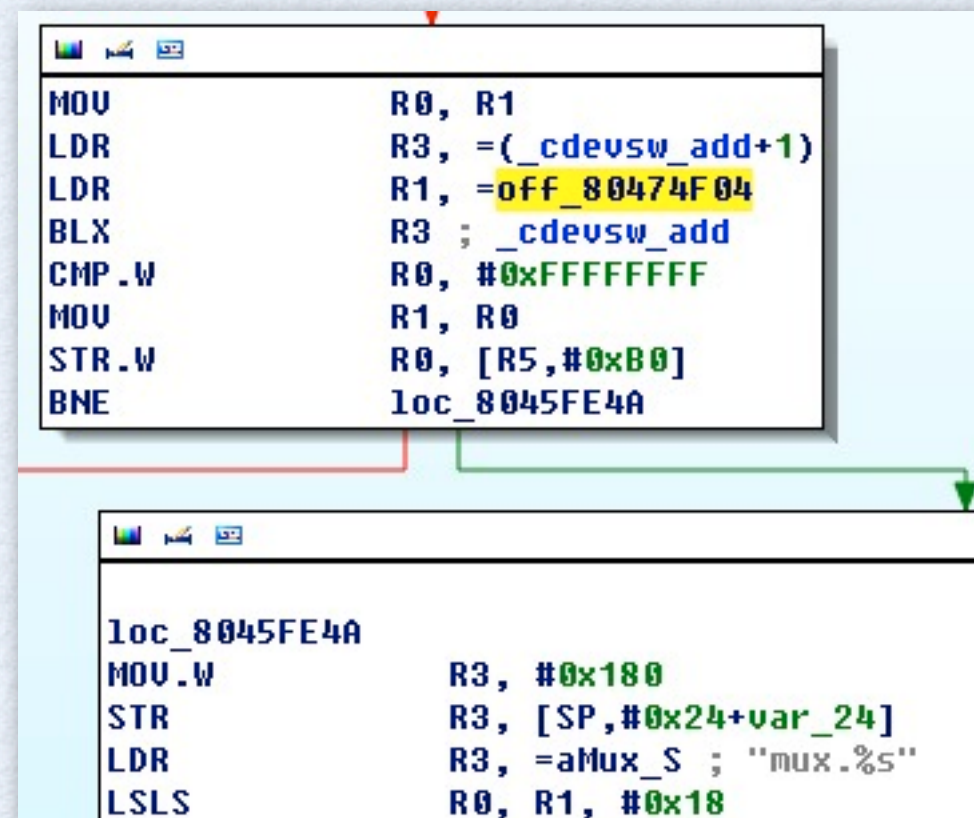 MOV R0, R1
LDR R3, =(_cdevsw_add+1)
LDR R1, =off_80474F04
BLX R3 ; _cdevsw_add
CMP.W R0, #0xFFFFFFFF
MOV R1, R0
STR.W R0, [R5,#0xB0]
BNE loc_8045FE4A
loc_8045FE4A
MOV.W R3, #0x180
STR R3, [SP,#0x24+var_24]
LDR R3, =aMux_S ; "mux.%s"
LSLS R0, R1, #0x18